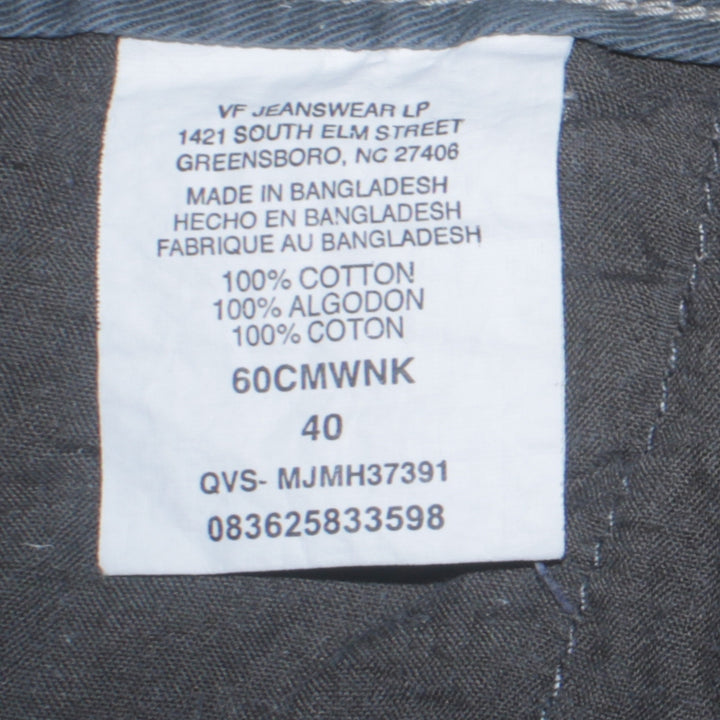 VF JEANSWEAR LP
1421 SOUTH ELM STREET
GREENSBORO, NC 27406
MADE IN BANGLADESH
HECHO EN BANGLADESH
FABRIQUE AU BANGLADESH
100% COTTON
100% ALGODON
100% COTON
60CMWNK
40
QVS- MJMH37391
083625833598